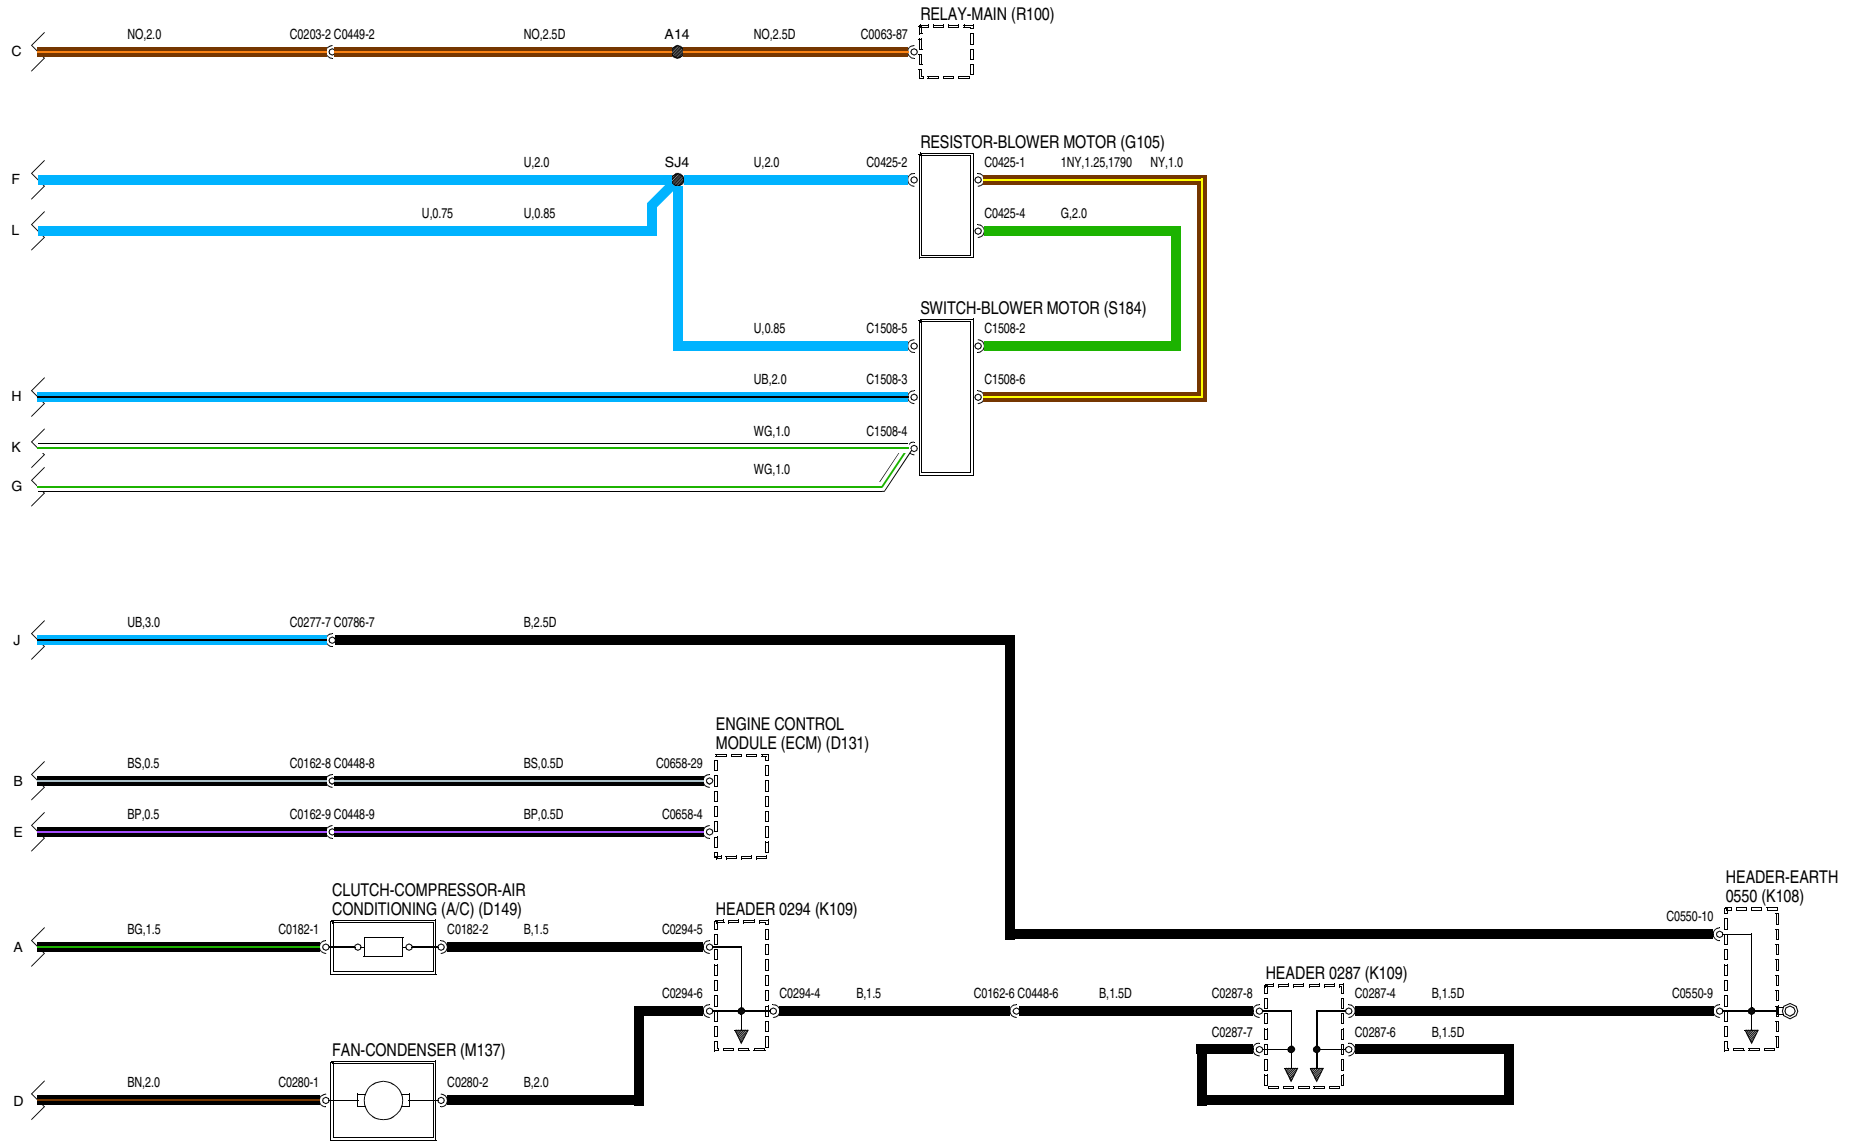 RELAY-MAIN (R100)
C
NO,2.0
C0203-2 C0449-2
NO,2.5D
A14
NO,2.5D
C0063-87
RESISTOR-BLOWER MOTOR (G105)
F
U,2.0
SJ4
U,2.0
C0425-2
C0425-1
1NY,1.25,1790
NY,1.0
L
U,0.75
U,0.85
C0425-4
G,2.0
SWITCH-BLOWER MOTOR (S184)
U,0.85
C1508-5
C1508-2
H
UB,2.0
C1508-3
C1508-6
K
WG,1.0
C1508-4
G
WG,1.0
J
UB,3.0
C0277-7 C0786-7
B,2.5D
ENGINE CONTROL
MODULE (ECM) (D131)
B
BS,0.5
C0162-8 C0448-8
BS,0.5D
C0658-29
E
BP,0.5
C0162-9 C0448-9
BP,0.5D
C0658-4
CLUTCH-COMPRESSOR-AIR
CONDITIONING (A/C) (D149)
HEADER 0294 (K109)
HEADER-EARTH
0550 (K108)
C0550-10
A
BG,1.5
C0182-1
C0182-2
B,1.5
C0294-5
HEADER 0287 (K109)
C0294-6
C0294-4
B,1.5
C0162-6 C0448-6
B,1.5D
C0287-8
C0287-4
B,1.5D
C0550-9
C0287-7
C0287-6
B,1.5D
FAN-CONDENSER (M137)
D
BN,2.0
C0280-1
C0280-2
B,2.0